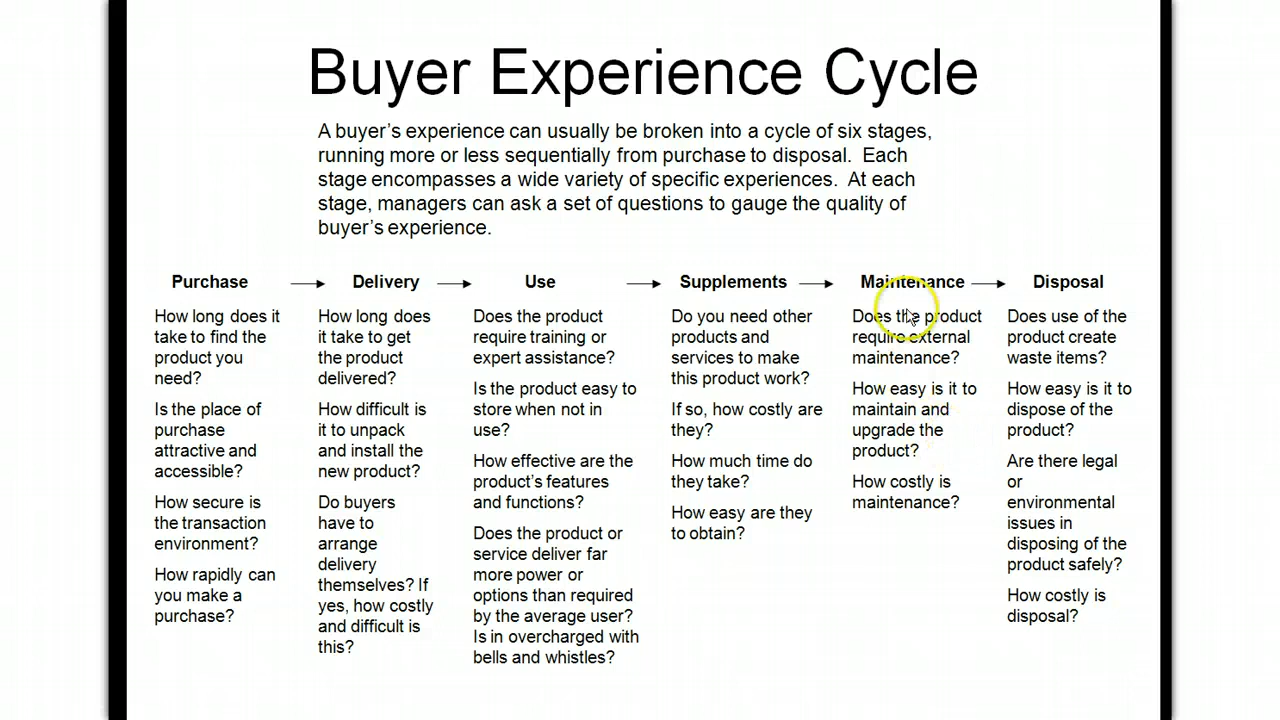 Buyer Experience Cycle
A buyer's experience can usually be broken into a cycle of six stages,
running more or less sequentially from purchase to disposal. Each
stage encompasses a wide variety of specific experiences. At each
stage, managers can ask a set of questions to gauge the quality of
buyer's experience.
Purchase
How long does it
take to find the
product you
need?
Is the place of
purchase
attractive and
accessible?
How secure is
the transaction
environment?
How rapidly can
you make a
purchase?
Delivery
How long does
it take to get
the product
delivered?
How difficult is
it to unpack
and install the
new product?
Do buyers
have to
arrange
delivery
themselves? If
yes, how costly
and difficult is
this?
Use
Does the product
require training or
expert assistance?
Is the product easy to
store when not in
use?
How effective are the
product's features
and functions?
Does the product or
service deliver far
more power or
options than required
by the average user?
Is in overcharged with
bells and whistles?
Supplements
Do you need other
products and
services to make
this product work?
If so, how costly are
they?
How much time do
they take?
How easy are they
to obtain?
Maintenance
Does the product
require external
maintenance?
How easy is it to
maintain and
upgrade the
product?
How costly is
maintenance?
Disposal
Does use of the
product create
waste items?
How easy is it to
dispose of the
product?
Are there legal
or
environmental
issues in
disposing of the
product safely?
How costly is
disposal?